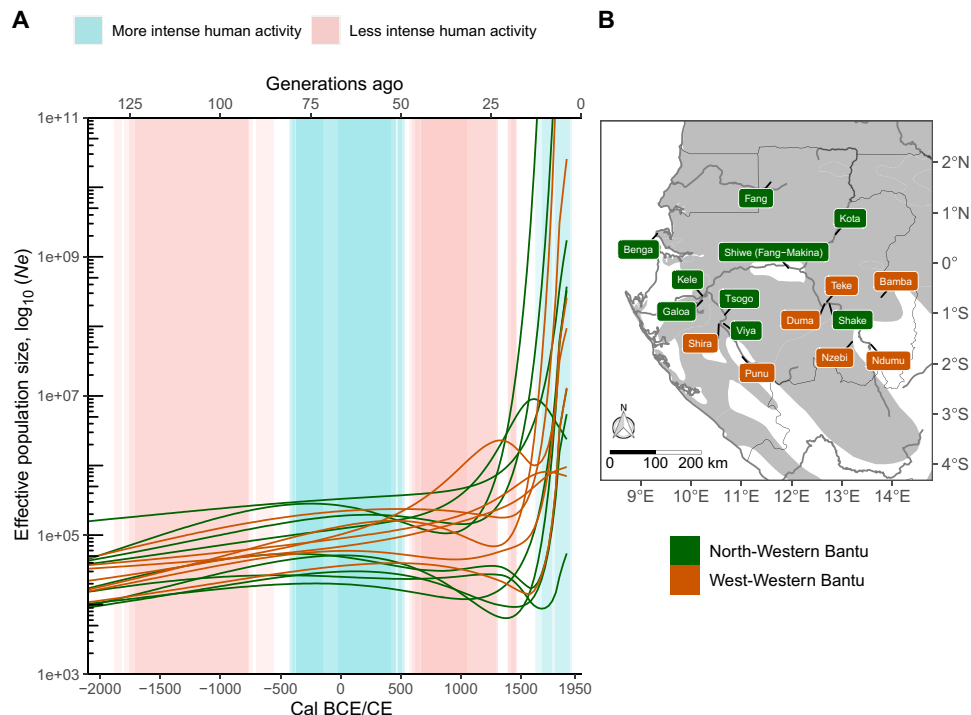 A
B
More intense human activity
Less intense human activity
Generations ago
125 100 75 50 25 0
Effective population size, log10 (Ne)
1e+11
1e+09
1e+07
1e+05
1e+03
−2000 −1500 −1000 −500 0 500 1000 1500 1950
Cal BCE/CE
Fang
Kota
Benga
Shiwe (Fang−Makina)
Kele
Teke
Bamba
Tsogo
Galoa
Duma
Shake
Viya
Shira
Nzebi
Ndumu
Punu
2°N
1°N
0°
1°S
2°S
3°S
4°S
N
0 100 200 km
9°E 10°E 11°E 12°E 13°E 14°E
North−Western Bantu
West−Western Bantu